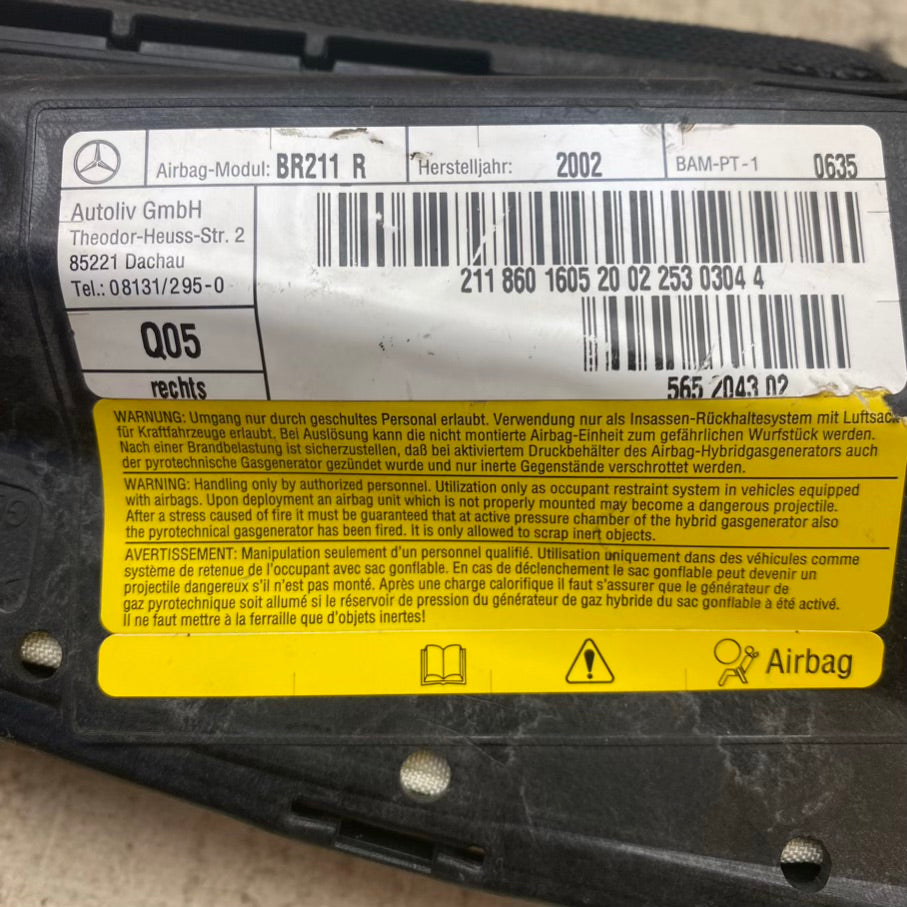 Airbag-Modul: BR211 R
Herstelljahr: 2002
BAM-PT-1 0635
Autoliv GmbH
Theodor-Heuss-Str. 2
85221 Dachau
Tel.: 08131/295-0
211 860 1605 20 02 253 0304 4
Q05
rechts
565 2043 02
WARNUNG: Umgang nur durch geschultes Personal erlaubt. Verwendung nur als Insassen-Rückhaltesystem mit Luftsack
für Kraftfahrzeuge erlaubt. Bei Auslösung kann die nicht montierte Airbag-Einheit zum gefährlichen Wurfstück werden.
Nach einer Brandbelastung ist sicherzustellen, daß bei aktiviertem Druckbehälter des Airbag-Hybridgasgenerators auch
der pyrotechnische Gasgenerator gezündet wurde und nur inerte Gegenstände verschrottet werden.
WARNING: Handling only by authorized personnel. Utilization only as occupant restraint system in vehicles equipped
with airbags. Upon deployment an airbag unit which is not properly mounted may become a dangerous projectile.
After a stress caused of fire it must be guaranteed that at active pressure chamber of the hybrid gasgenerator also
the pyrotechnical gasgenerator has been fired. It is only allowed to scrap inert objects.
AVERTISSEMENT: Manipulation seulement d'un personnel qualifié. Utilisation uniquement dans des véhicules comme
système de retenue de l'occupant avec sac gonflable. En cas de déclenchement le sac gonflable peut devenir un
projectile dangereux s'il n'est pas monté. Après une charge calorifique il faut s'assurer que le générateur de
gaz pyrotechnique soit allumé si le réservoir de pression du générateur de gaz hybride du sac gonflable à été activé.
Il ne faut mettre à la ferraille que d'objets inertes!
Airbag